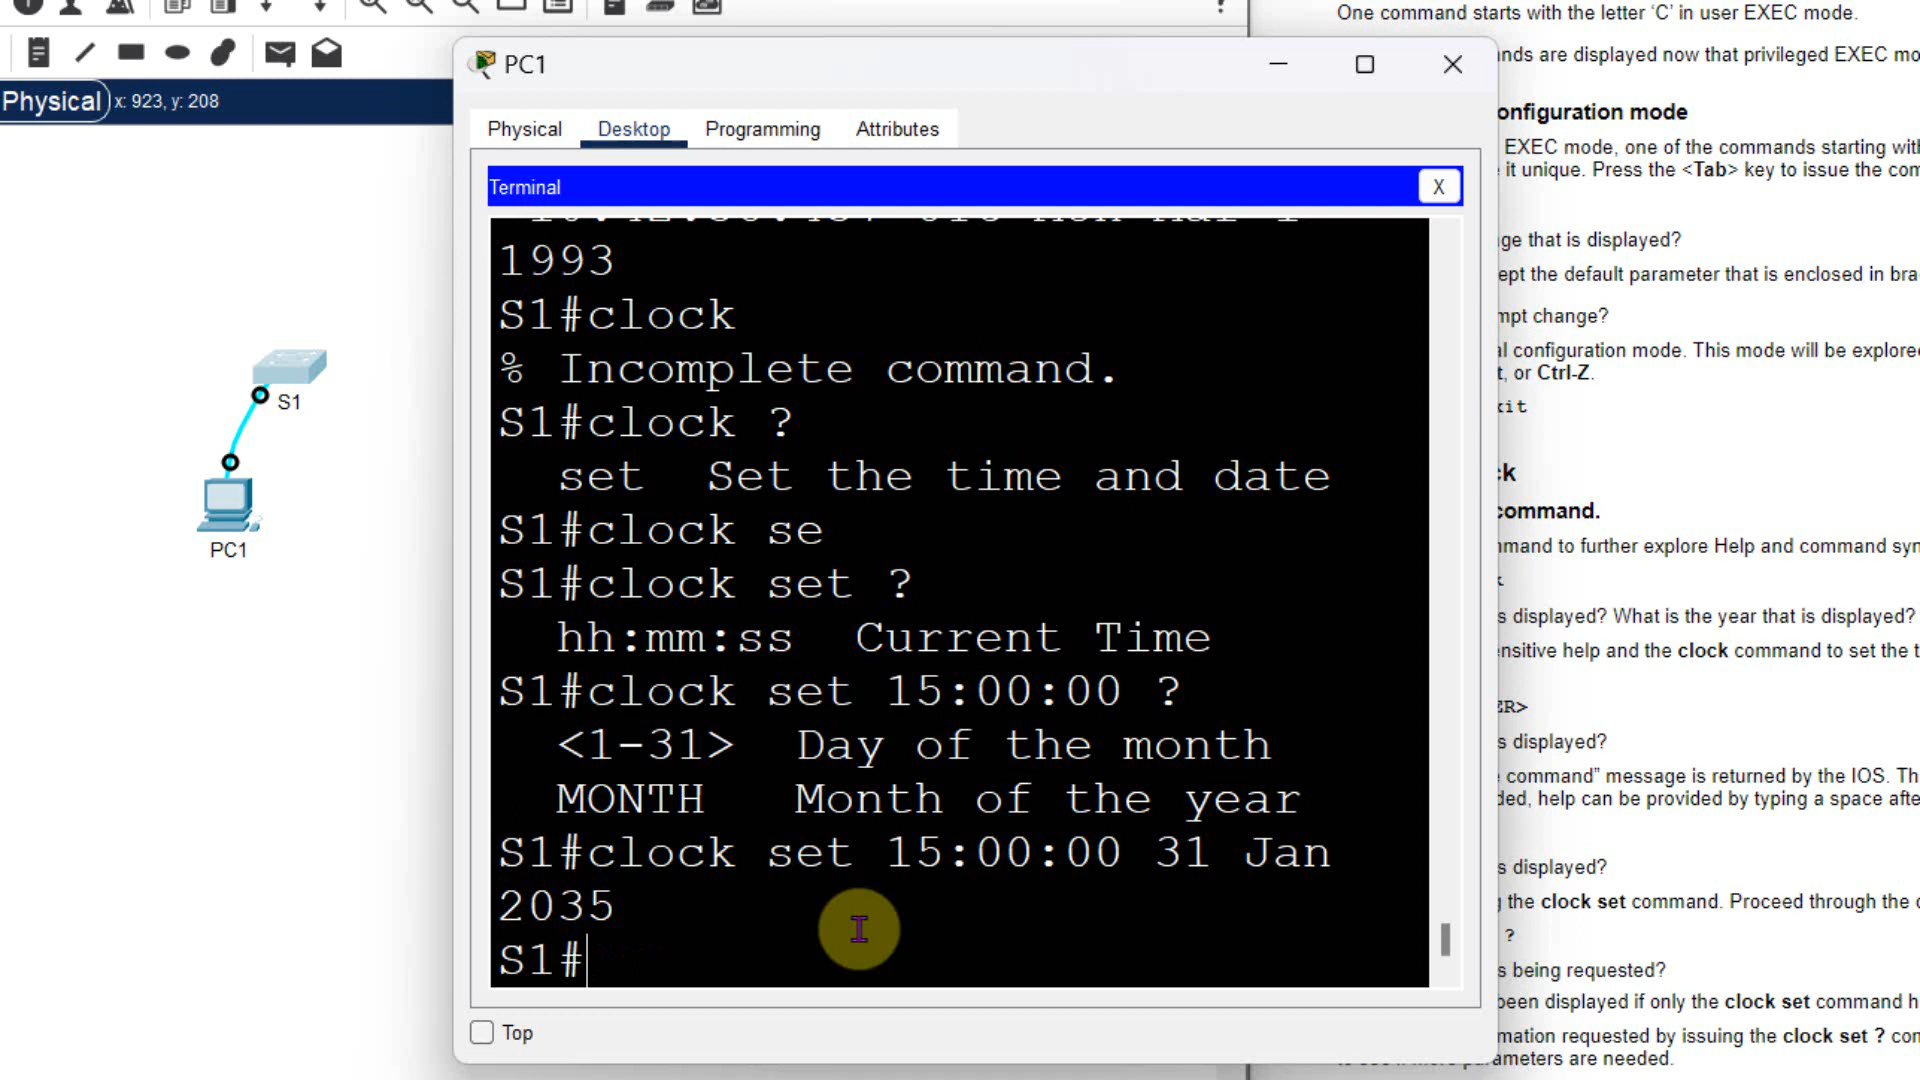 One command starts with the letter ‘C’ in user EXEC mode.
PC1
nds are displayed now that privileged EXEC mo
Physical
x: 923, y: 208
onfiguration mode
Physical
Desktop
Programming
Attributes
EXEC mode, one of the commands starting with
it unique. Press the <Tab> key to issue the com
Terminal
X
1993
S1#clock
% Incomplete command.
S1#clock ?
set Set the time and date
S1#clock se
S1#clock set ?
hh:mm:ss Current Time
S1#clock set 15:00:00 ?
<1-31> Day of the month
MONTH Month of the year
S1#clock set 15:00:00 31 Jan
2035
S1#
Top
S1
PC1
ge that is displayed?
ept the default parameter that is enclosed in bra
mpt change?
l configuration mode. This mode will be explored
t, or Ctrl-Z.
xit
ck
command.
mmand to further explore Help and command syn
k
s displayed? What is the year that is displayed?
ensitive help and the clock command to set the t
ER>
s displayed?
command” message is returned by the IOS. Th
ded, help can be provided by typing a space afte
s displayed?
the clock set command. Proceed through the c
?
s being requested?
been displayed if only the clock set command h
mation requested by issuing the clock set ? con
parameters are needed.